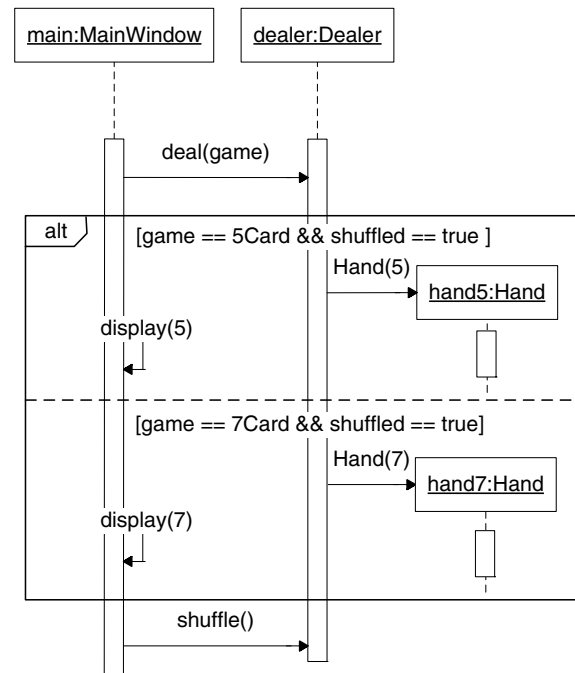 main:MainWindow
dealer:Dealer
deal(game)
alt
[game == 5Card && shuffled == true ]
Hand(5)
hand5:Hand
display(5)
[game == 7Card && shuffled == true]
Hand(7)
hand7:Hand
display(7)
shuffle()